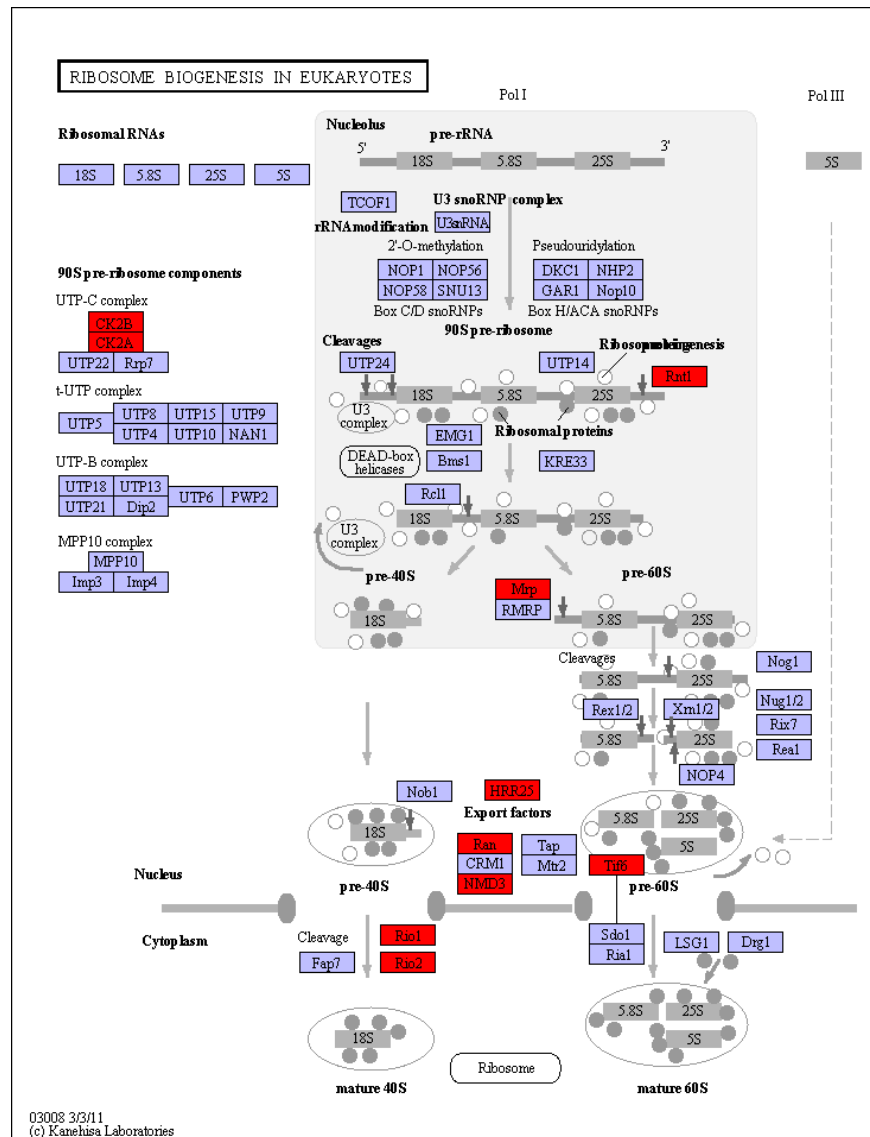 RIBOSOME BIOGENESIS IN EUKARYOTES
Pol I
Pol III
Ribosomal RNAs
18S 5.8S 25S 5S
Nucleolus
pre-rRNA
5' 3'
18S 5.8S 25S
5S
TCOF1
U3 snoRNP complex
U3snRNA
rRNA modification
2'-O-methylation
NOP1 NOP56
NOP58 SNU13
Box C/D snoRNPs
Pseudouridylation
DKC1 NHP2
GAR1 Nop10
Box H/ACA snoRNPs
90S pre-ribosome components
UTP-C complex
CK2B
CK2A
UTP22 Rrp7
t-UTP complex
UTP5
UTP8 UTP15 UTP9
UTP4 UTP10 NAN1
UTP-B complex
UTP18 UTP13
UTP21 Dip2
UTP6 PWP2
MPP10 complex
MPP10
Imp3 Imp4
90S pre-ribosome
Cleavages
UTP24
UTP14
Rnt1
18S 5.8S 25S
U3
complex
Ribosomal proteins
EMG1
Bms1
DEAD-box
helicases
KRE33
Rcl1
18S 5.8S 25S
U3
complex
pre-40S
pre-60S
Mrp
RMRP
18S
5.8S 25S
Cleavages
5.8S 25S
Nog1
Nug1/2
Rix7
Rea1
Rex1/2
Xrn1/2
5.8S 25S
NOP4
Nob1
HRR25
Export factors
18S
Ran
CRM1
NMD3
Tap
Mtr2
Tif6
5.8S 25S
5S
pre-40S
pre-60S
Nucleus
Cytoplasm
Cleavage
Fap7
Rio1
Rio2
Sdo1
Ria1
LSG1
Drg1
18S
5.8S 25S
5S
Ribosome
mature 40S
mature 60S
03008 3/3/11
(c) Kanehisa Laboratories